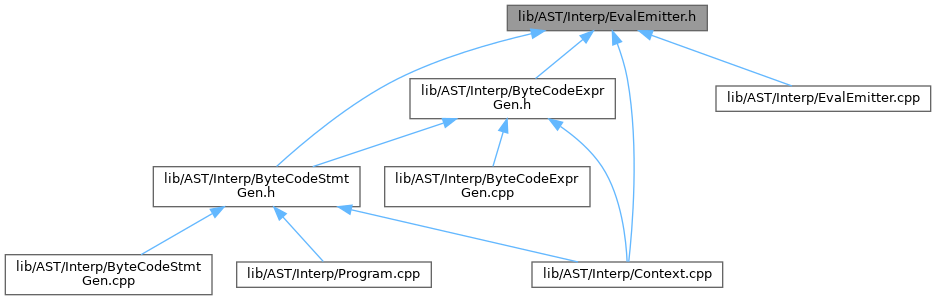 lib/AST/Interp/EvalEmitter.h
lib/AST/Interp/ByteCodeExpr
Gen.h
lib/AST/Interp/EvalEmitter.cpp
lib/AST/Interp/ByteCodeStmt
Gen.h
lib/AST/Interp/ByteCodeExpr
Gen.cpp
lib/AST/Interp/ByteCodeStmt
Gen.cpp
lib/AST/Interp/Program.cpp
lib/AST/Interp/Context.cpp